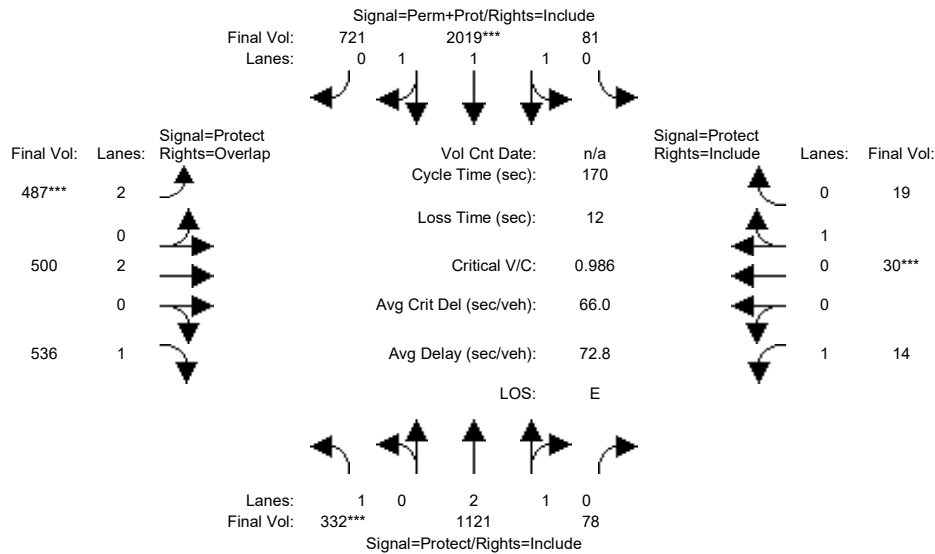 Signal=Perm+Prot/Rights=Include
Final Vol: 721 2019*** 81
Lanes: 0 1 1 1 0
Signal=Protect
Final Vol: Lanes: Rights=Overlap
Vol Cnt Date: n/a
Signal=Protect
Rights=Include Lanes: Final Vol:
Cycle Time (sec): 170
487*** 2
0 19
Loss Time (sec): 12
0
1
500 2
Critical V/C: 0.986
0 30***
0
Avg Crit Del (sec/veh): 66.0
0
536 1
Avg Delay (sec/veh): 72.8
1 14
LOS: E
Lanes: 1 0 2 1 0
Final Vol: 332*** 1121 78
Signal=Protect/Rights=Include